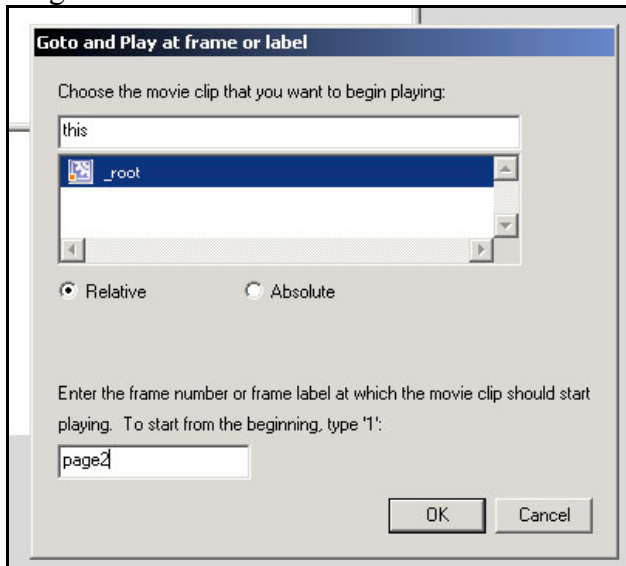 Goto and Play at frame or label
Choose the movie clip that you want to begin playing:
this
_root
Relative Absolute
Enter the frame number or frame label at which the movie clip should start
playing. To start from the beginning, type '1':
page2
OK Cancel